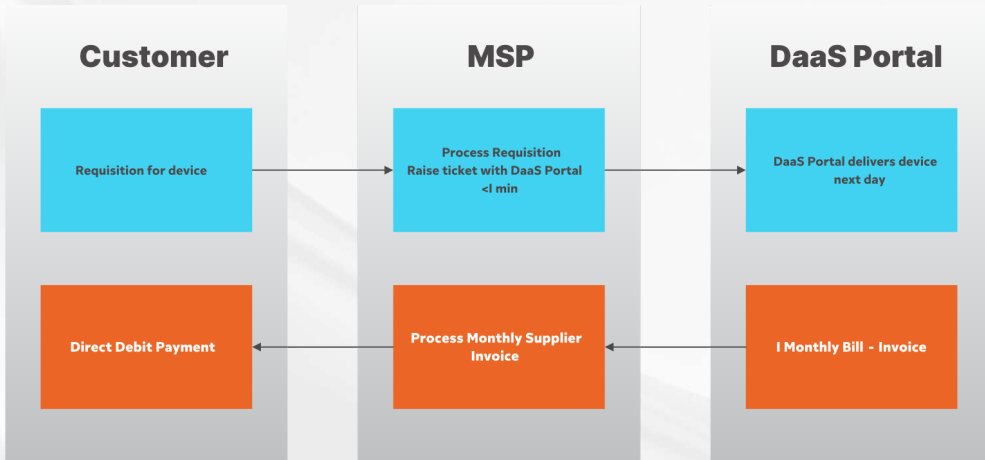 Customer
MSP
DaaS Portal
Requisition for device
Process Requisition
Raise ticket with DaaS Portal
<I min
DaaS Portal delivers device
next day
Direct Debit Payment
Process Monthly Supplier
Invoice
I Monthly Bill - Invoice